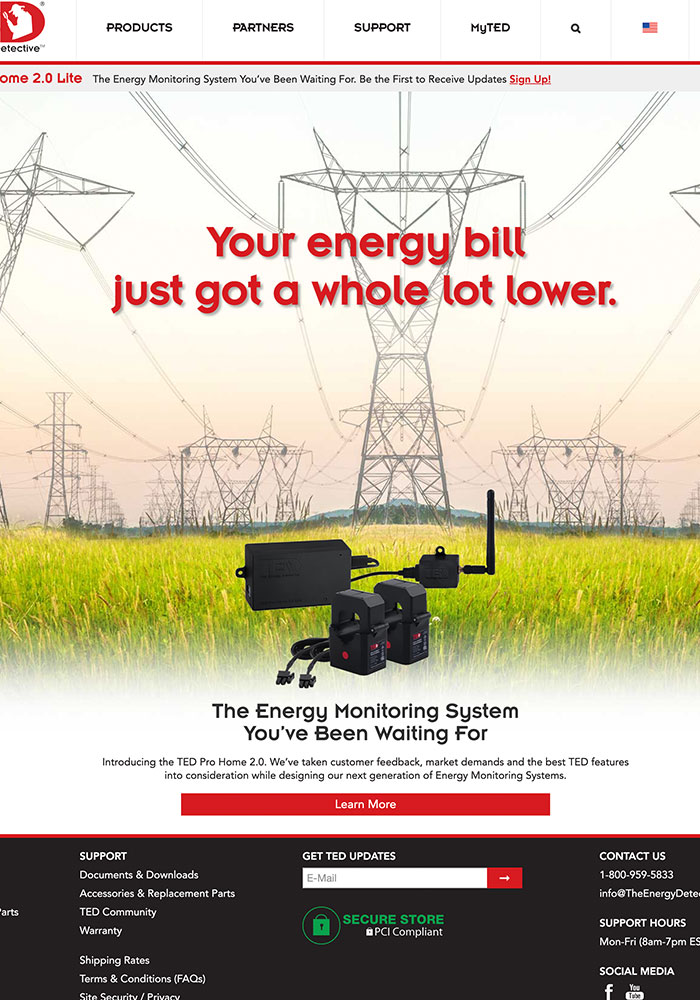 D®
etective™
PRODUCTS
PARTNERS
SUPPORT
MyTED
ome 2.0 Lite The Energy Monitoring System You've Been Waiting For. Be the First to Receive Updates Sign Up!
Your energy bill
just got a whole lot lower.
TED
TED
The Energy Monitoring System
You've Been Waiting For
Introducing the TED Pro Home 2.0. We've taken customer feedback, market demands and the best TED features
into consideration while designing our next generation of Energy Monitoring Systems.
Learn More
arts
SUPPORT
Documents & Downloads
Accessories & Replacement Parts
TED Community
Warranty
Shipping Rates
Terms & Conditions (FAQs)
Site Security / Privacy
GET TED UPDATES
E-Mail
SECURE STORE
PCI Compliant
CONTACT US
1-800-959-5833
info@TheEnergyDetec
SUPPORT HOURS
Mon-Fri (8am-7pm ES
SOCIAL MEDIA
f
You
Tube